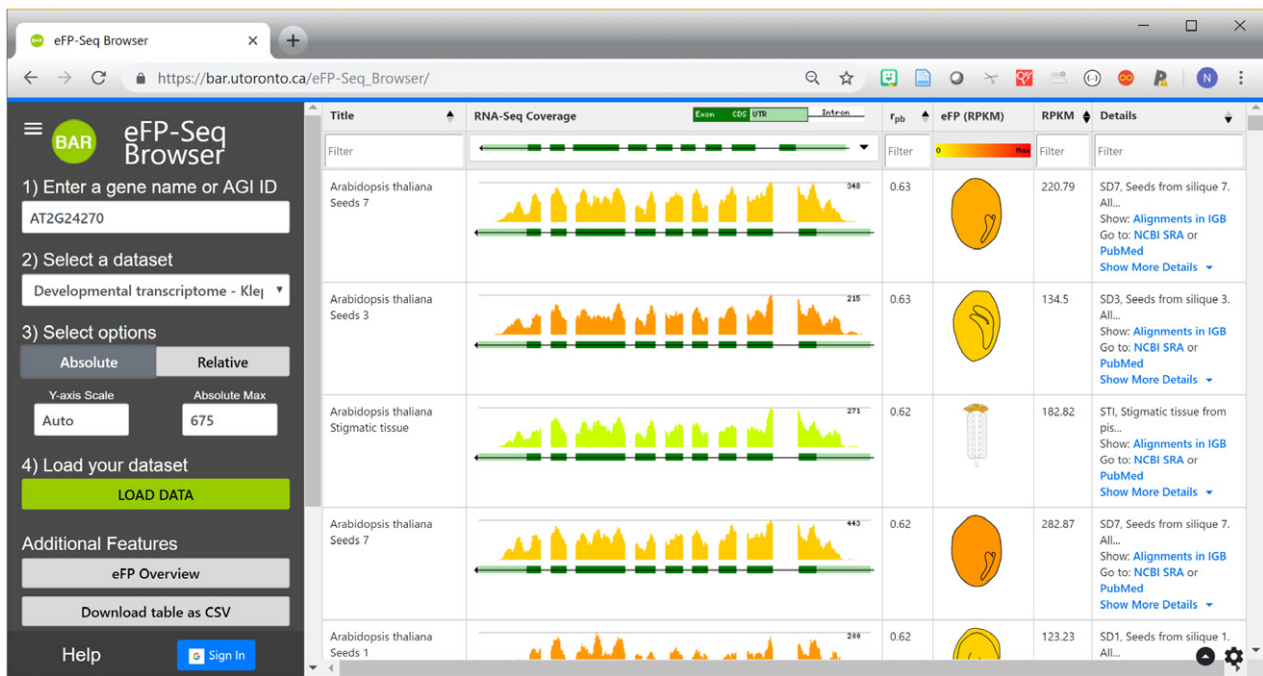 BAR eFP-Seq Browser × +
https://bar.utoronto.ca/eFP-Seq_Browser/
N
BAR
eFP-Seq
Browser
1) Enter a gene name or AGI ID
AT2G24270
2) Select a dataset
Developmental transcriptome - Klep
3) Select options
Absolute Relative
Y-axis Scale Absolute Max
Auto 675
4) Load your dataset
LOAD DATA
Additional Features
eFP Overview
Download table as CSV
Help G Sign In
Title RNA-Seq Coverage Exon CDS UTR Intron rpb eFP (RPKM) RPKM Details
Filter Filter 0 Max Filter Filter
Arabidopsis thaliana
Seeds 7
348
0.63
220.79
SD7, Seeds from silique 7.
All...
Show: Alignments in IGB
Go to: NCBI SRA or
PubMed
Show More Details
Arabidopsis thaliana
Seeds 3
215
0.63
134.5
SD3, Seeds from silique 3.
All...
Show: Alignments in IGB
Go to: NCBI SRA or
PubMed
Show More Details
Arabidopsis thaliana
Stigmatic tissue
271
0.62
182.82
STI, Stigmatic tissue from
pis...
Show: Alignments in IGB
Go to: NCBI SRA or
PubMed
Show More Details
Arabidopsis thaliana
Seeds 7
443
0.62
282.87
SD7, Seeds from silique 7.
All...
Show: Alignments in IGB
Go to: NCBI SRA or
PubMed
Show More Details
Arabidopsis thaliana
Seeds 1
0.62
123.23
SD1, Seeds from silique 1.
All...